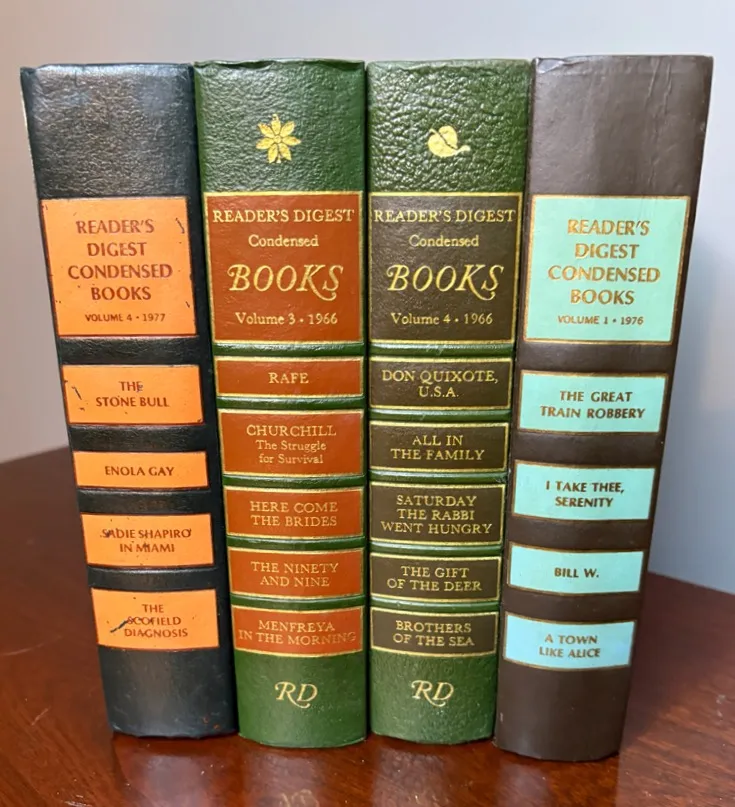 READER'S
DIGEST
CONDENSED
BOOKS
VOLUME 4 • 1977
THE
STONE BULL
ENOLA GAY
SADIE SHAPIRO
IN MIAMI
THE
SCOFIELD
DIAGNOSIS
READER'S DIGEST
Condensed
BOOKS
Volume 3 • 1966
RAFE
CHURCHILL
The Struggle
for Survival
HERE COME
THE BRIDES
THE NINETY
AND NINE
MENFREYA
IN THE MORNING
RD
READER'S DIGEST
Condensed
BOOKS
Volume 4 • 1966
DON QUIXOTE,
U.S.A.
ALL IN
THE FAMILY
SATURDAY
THE RABBI
WENT HUNGRY
THE GIFT
OF THE DEER
BROTHERS
OF THE SEA
RD
READER'S
DIGEST
CONDENSED
BOOKS
VOLUME 1 • 1976
THE GREAT
TRAIN ROBBERY
I TAKE THEE,
SERENITY
BILL W.
A TOWN
LIKE ALICE